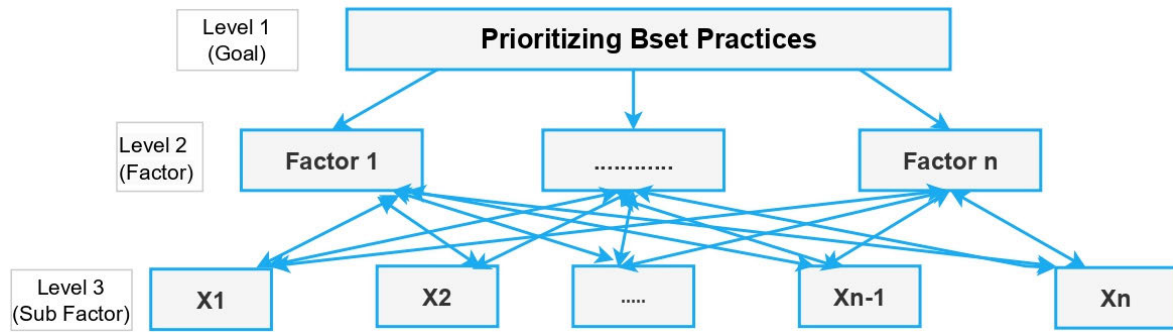 Level 1
(Goal)
Prioritizing Bset Practices
Level 2
(Factor)
Factor 1
............
Factor n
Level 3
(Sub Factor)
X1
X2
.....
Xn-1
Xn